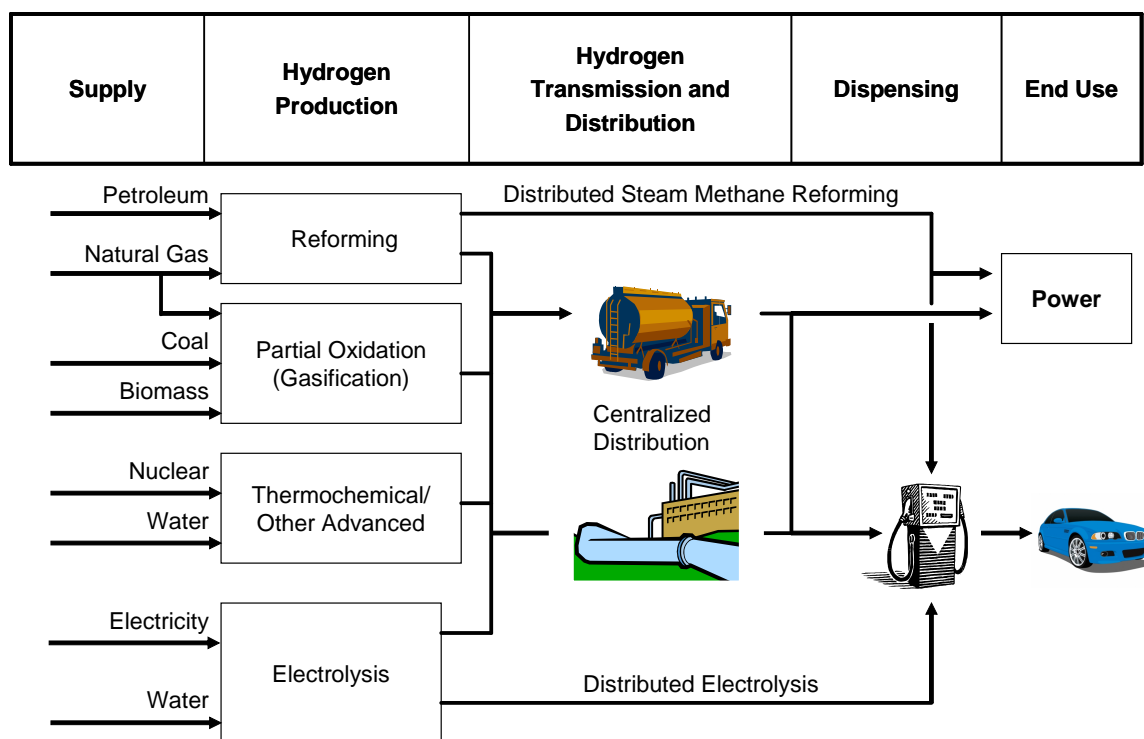 Supply
Hydrogen
Production
Hydrogen
Transmission and
Distribution
Dispensing
End Use
Petroleum
Natural Gas
Coal
Biomass
Nuclear
Water
Electricity
Water
Reforming
Partial Oxidation
(Gasification)
Thermochemical/
Other Advanced
Electrolysis
Distributed Steam Methane Reforming
Centralized
Distribution
Distributed Electrolysis
Power